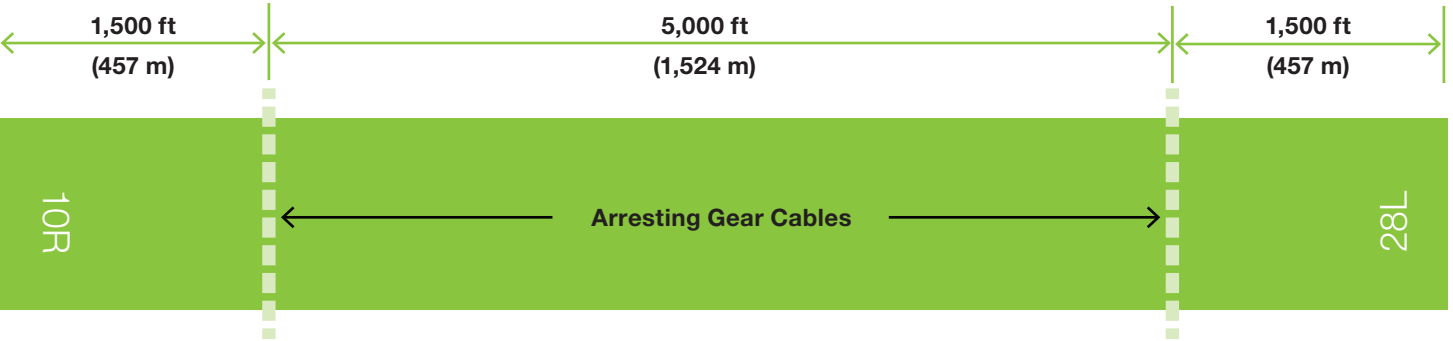 1,500 ft
(457 m)
5,000 ft
(1,524 m)
1,500 ft
(457 m)
10R
Arresting Gear Cables
28L